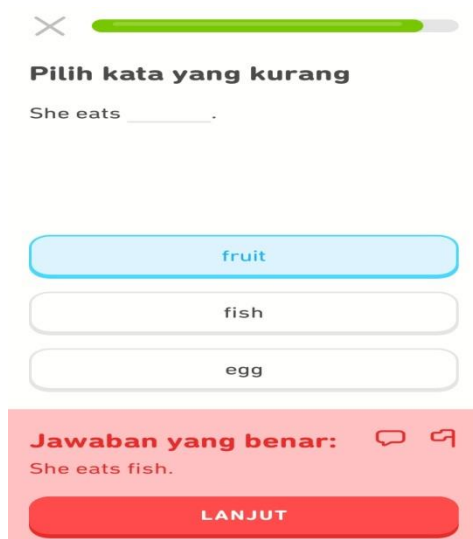 Pilih kata yang kurang
She eats ________.
fruit
fish
egg
Jawaban yang benar:
She eats fish.
LANJUT